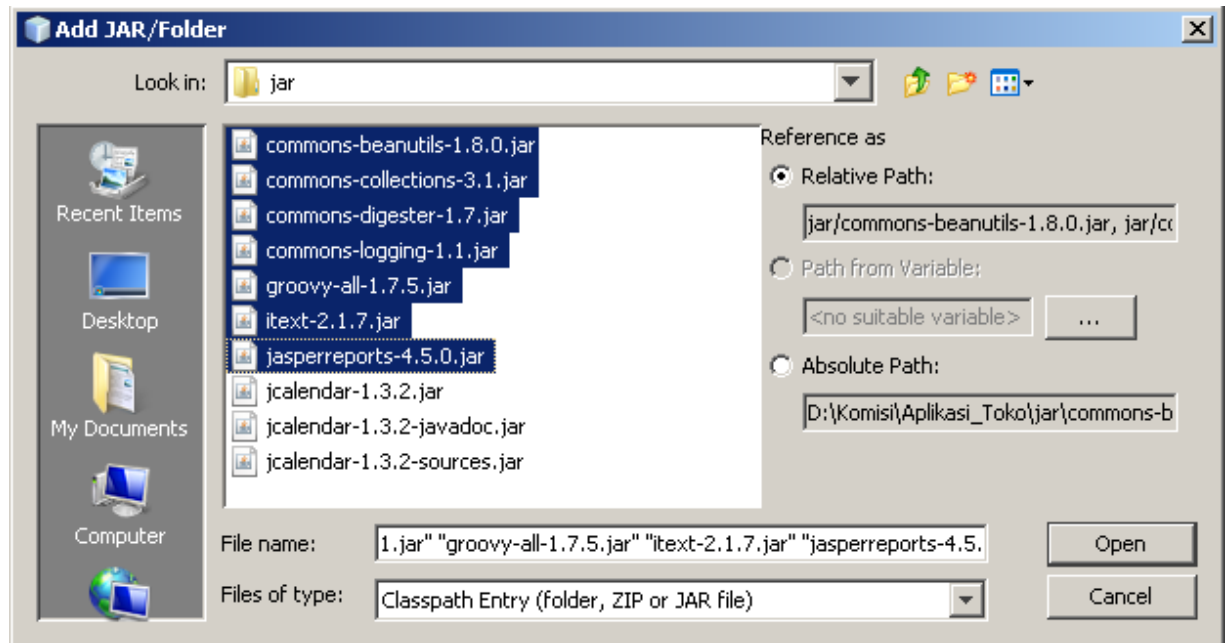 Add JAR/Folder
Look in:
jar
Recent Items
Desktop
My Documents
Computer
commons-beanutils-1.8.0.jar
commons-collections-3.1.jar
commons-digester-1.7.jar
commons-logging-1.1.jar
groovy-all-1.7.5.jar
itext-2.1.7.jar
jasperreports-4.5.0.jar
jcalendar-1.3.2.jar
jcalendar-1.3.2-javadoc.jar
jcalendar-1.3.2-sources.jar
Reference as
Relative Path:
jar/commons-beanutils-1.8.0.jar, jar/co
Path from Variable:
<no suitable variable>
...
Absolute Path:
D:\Komisi\Aplikasi_Toko\jar\commons-b
File name:
1.jar" "groovy-all-1.7.5.jar" "itext-2.1.7.jar" "jasperreports-4.5.
Open
Files of type:
Classpath Entry (folder, ZIP or JAR file)
Cancel